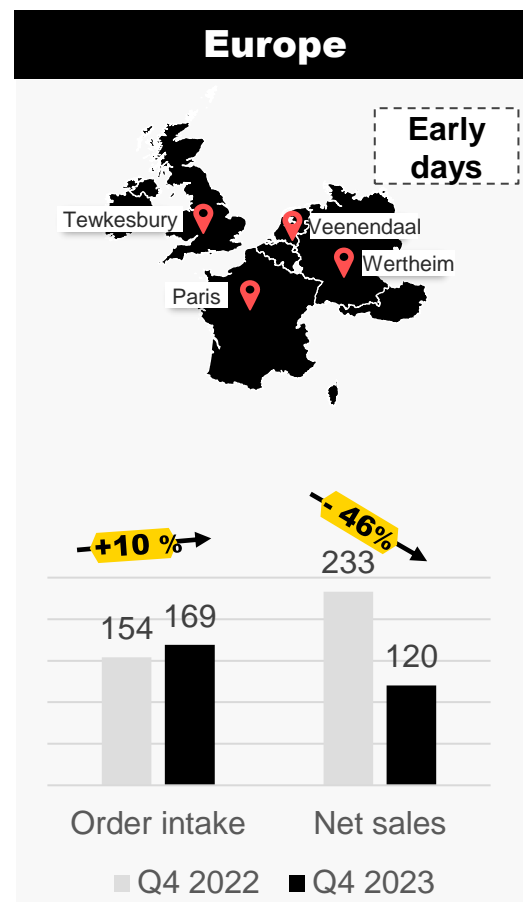 Europe
Early
days
Tewkesbury
Veenendaal
Wertheim
Paris
+10 %
- 46%
233
154
169
120
Order intake
Net sales
Q4 2022
Q4 2023